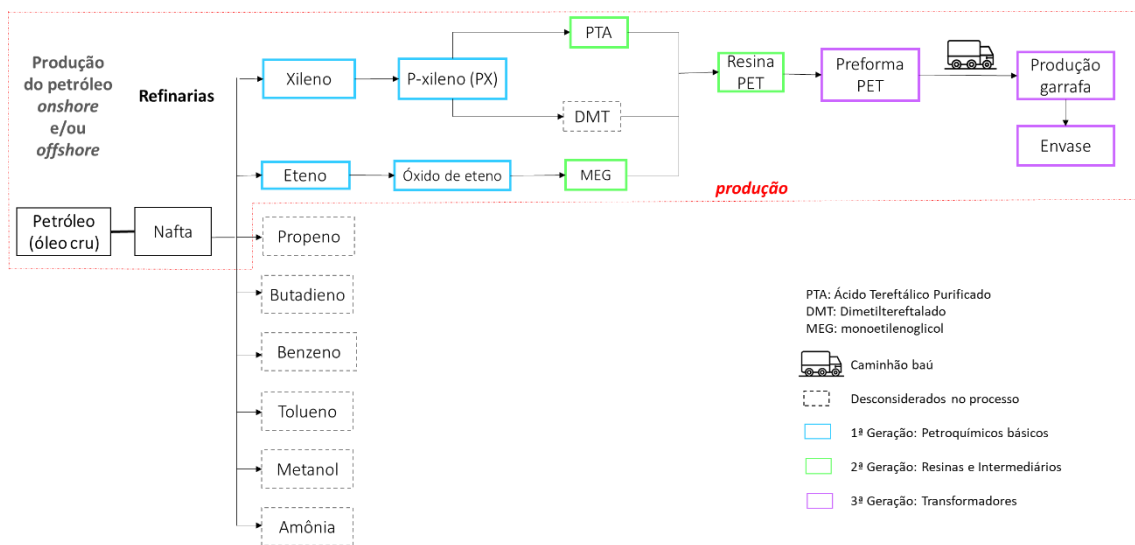 Produção
do petróleo
onshore
e/ou
offshore
Refinarias
Petróleo
(óleo cru)
Nafta
Xileno
P-xileno (PX)
PTA
DMT
Eteno
Óxido de eteno
MEG
Resina
PET
Preforma
PET
Produção
garrafa
Envase
produção
Propeno
Butadieno
Benzeno
Tolueno
Metanol
Amônia
PTA: Ácido Tereftálico Purificado
DMT: Dimetiltereftalado
MEG: monoetilenoglicol
Caminhão baú
Desconsiderados no processo
1ª Geração: Petroquímicos básicos
2ª Geração: Resinas e Intermediários
3ª Geração: Transformadores